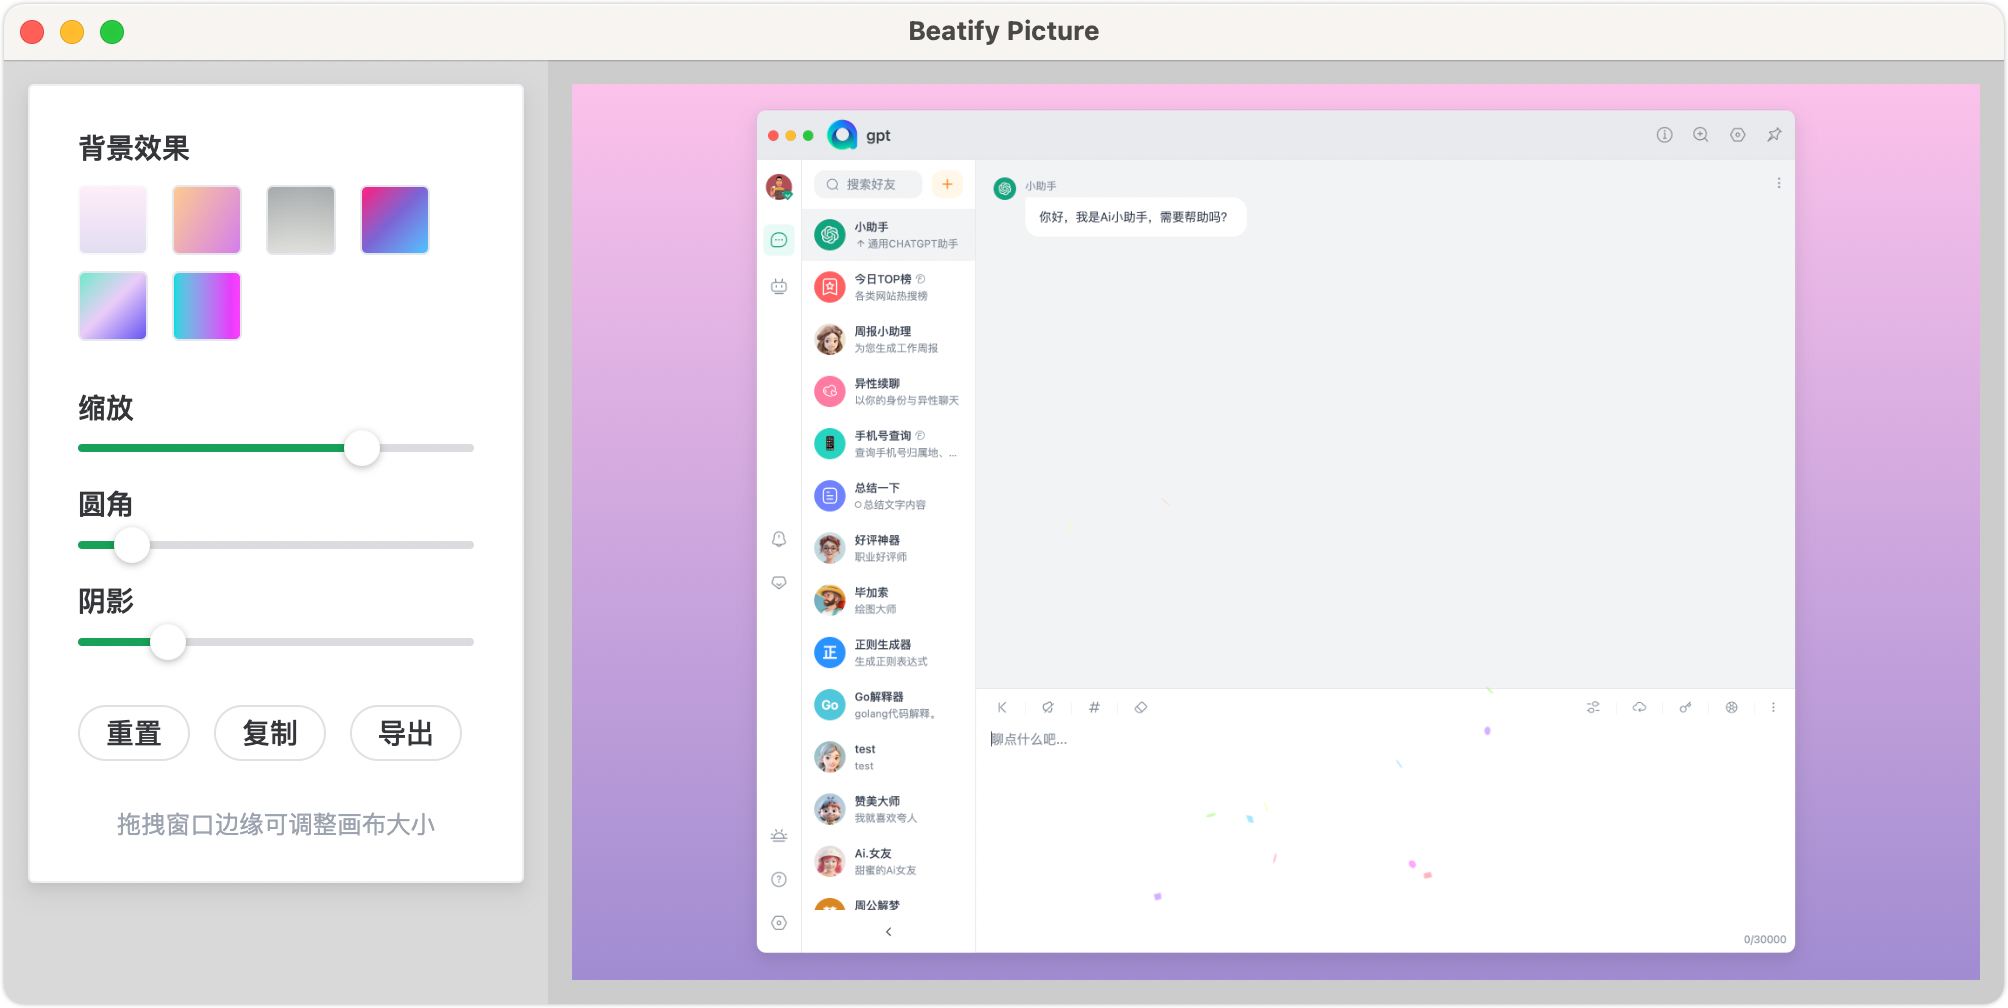 Beatify Picture
背景效果
缩放
圆角
阴影
重置
复制
导出
拖拽窗口边缘可调整画布大小
gpt
搜索好友
小助手
通用CHATGPT助手
今日TOP榜
各类网站热搜榜
周报小助理
为您生成工作周报
异性续聊
以你的身份与异性聊天
手机号查询
查询手机号归属地、...
总结一下
总结文字内容
好评神器
职业好评师
毕加索
绘图大师
正
正则生成器
生成正则表达式
Go
Go解释器
golang代码解释。
test
test
赞美大师
我就喜欢夸人
Ai.女友
甜蜜的Ai女友
周公解梦
小助手
你好，我是Ai小助手，需要帮助吗?
聊点什么吧...
0/30000